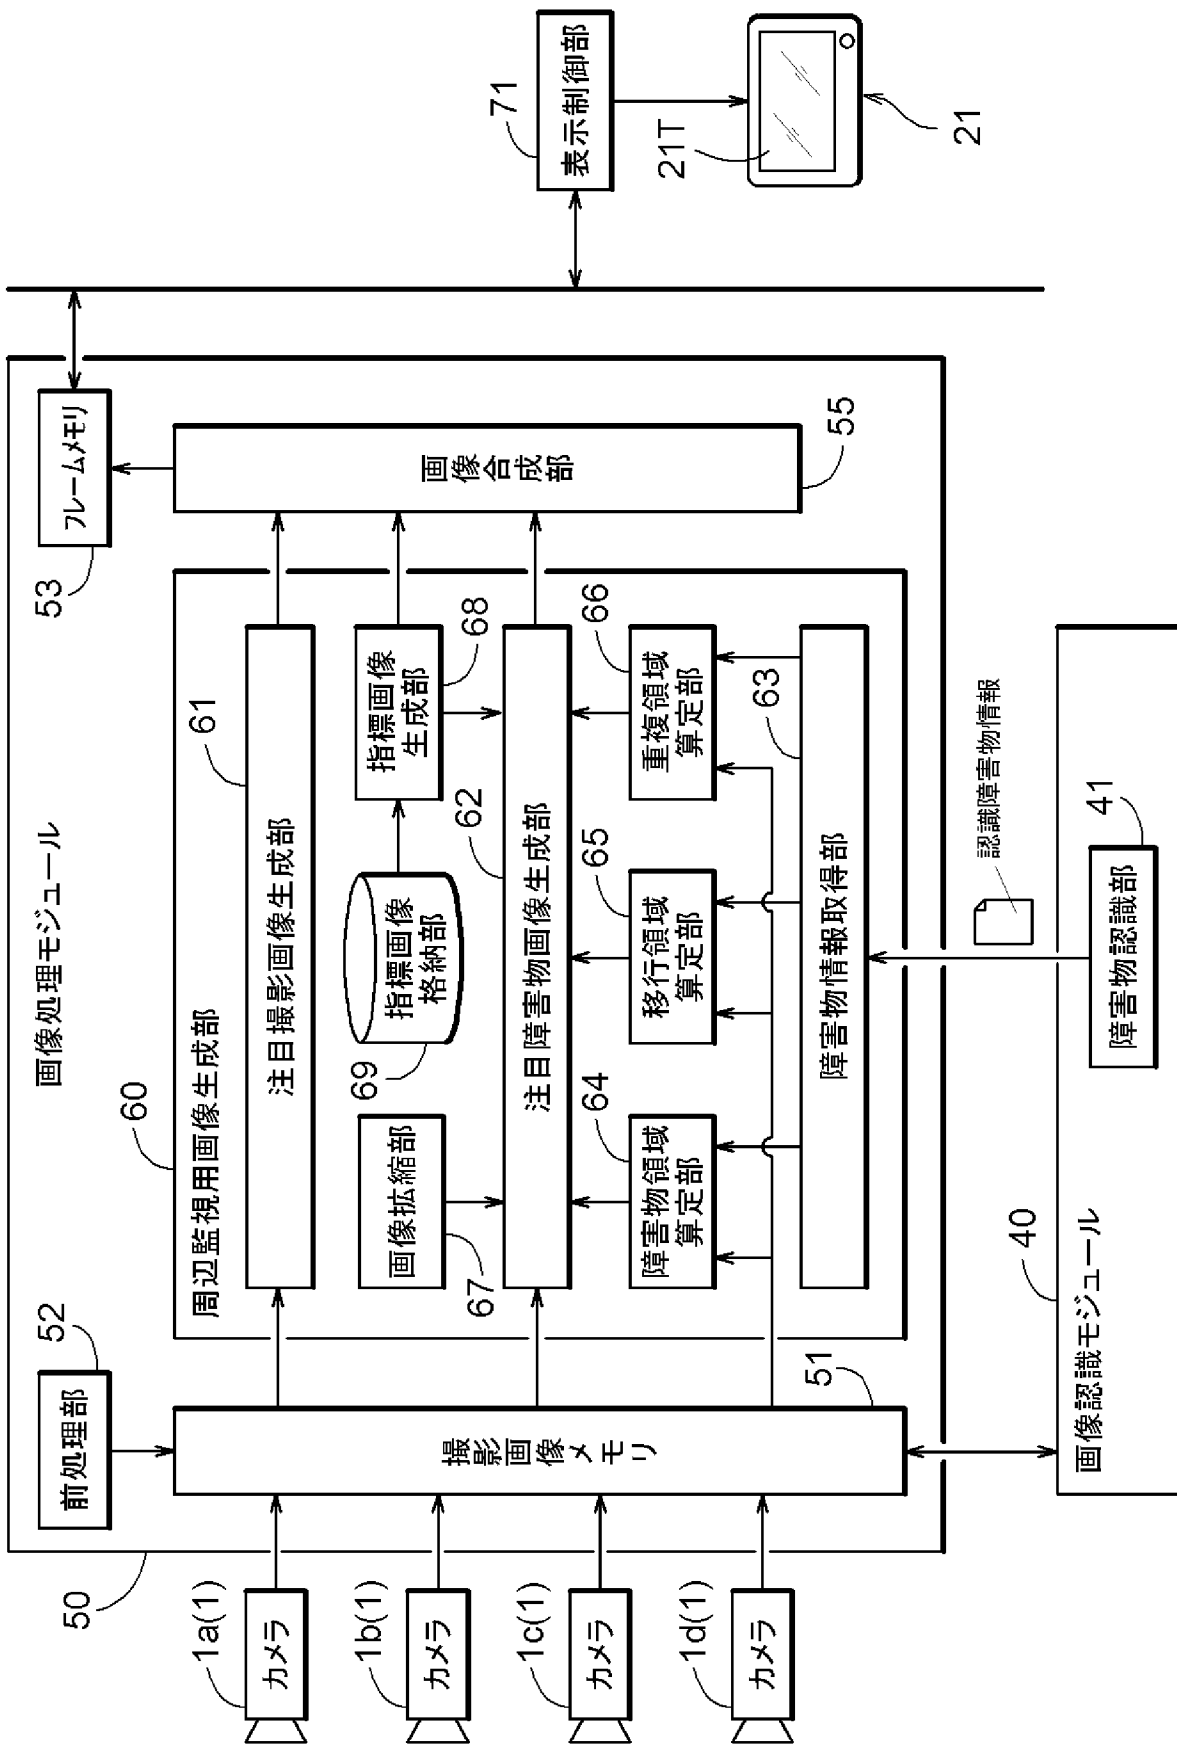 画像処理モジュール
50
前処理部
52
フレームメモリ
53
周辺監視用画像生成部
60
注目撮影画像生成部
61
画像拡縮部
67
指標画像
格納部
69
指標画像
生成部
68
注目障害物画像生成部
62
障害物領域
算定部
64
移行領域
算定部
65
重複領域
算定部
66
障害物情報取得部
63
撮影画像メモリ
51
画像合成部
55
1a(1)
カメラ
1b(1)
カメラ
1c(1)
カメラ
1d(1)
カメラ
画像認識モジュール
40
障害物認識部
41
認識障害物情報
71
表示制御部
21T
21